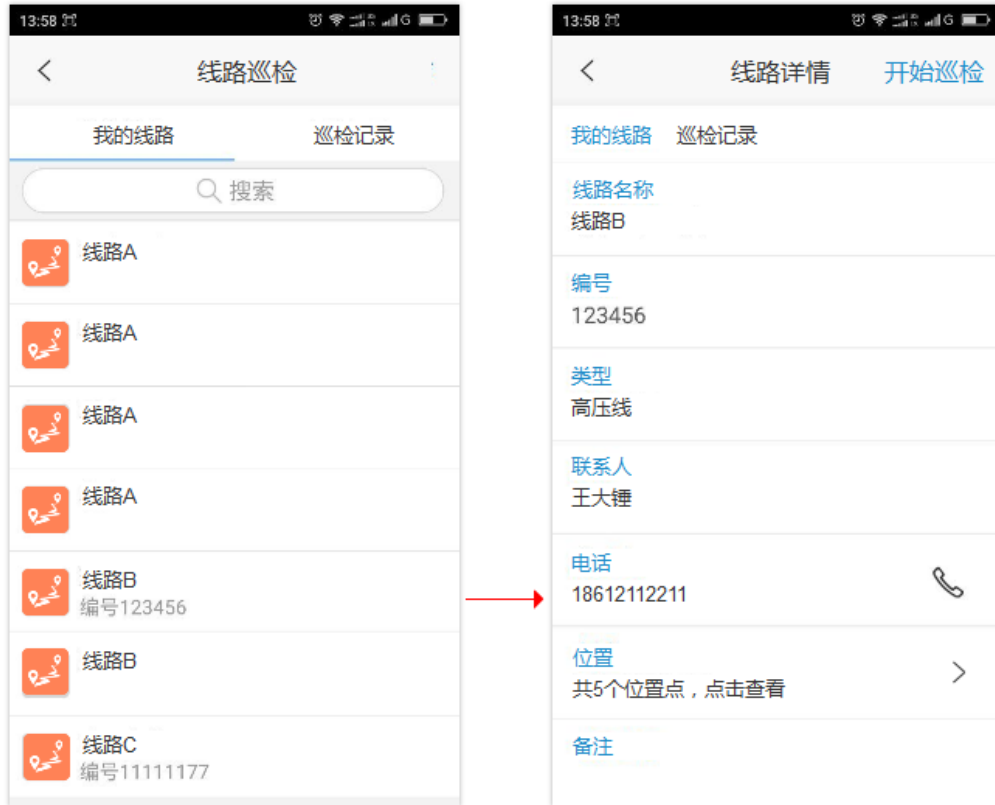 13:58
G
线路巡检
我的线路
巡检记录
搜索
线路A
线路A
线路A
线路A
线路B
编号123456
线路B
线路C
编号11111177
13:58
G
线路详情
开始巡检
我的线路 巡检记录
线路名称
线路B
编号
123456
类型
高压线
联系人
王大锤
电话
18612112211
位置
共5个位置点，点击查看
备注